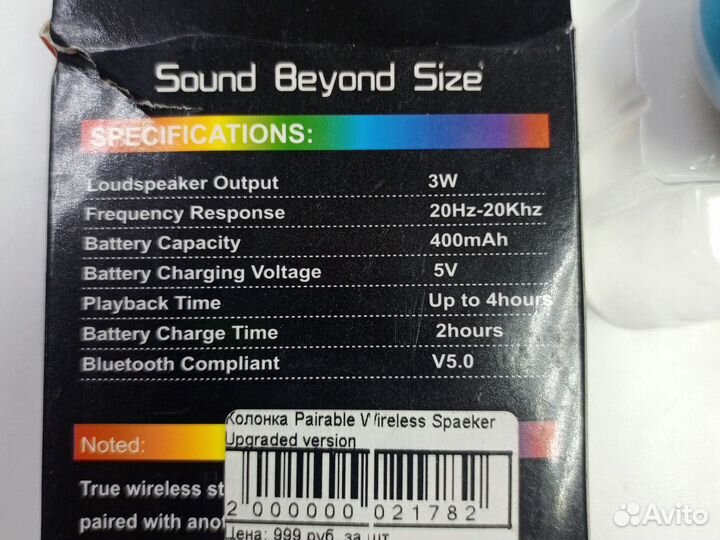 Sound Beyond Size
SPECIFICATIONS:
Loudspeaker Output 3W
Frequency Response 20Hz-20Khz
Battery Capacity 400mAh
Battery Charging Voltage 5V
Playback Time Up to 4hours
Battery Charge Time 2hours
Bluetooth Compliant V5.0
Колонка Pairable Wireless Spaeker
Upgraded version
Noted:
2 000000 021782
True wireless st
paired with anot
Цена: 999 руб. за шт
Avito